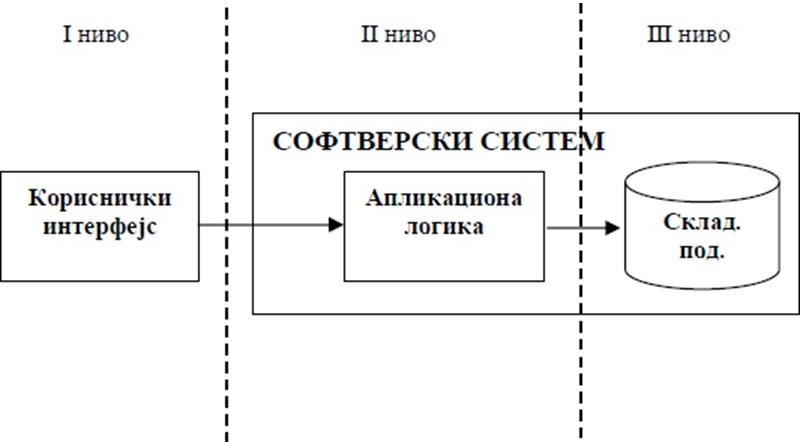 I ниво
II ниво
III ниво
СОФТВЕРСКИ СИСТЕМ
Кориснички
интерфејс
Апликациона
логика
Склад.
под.